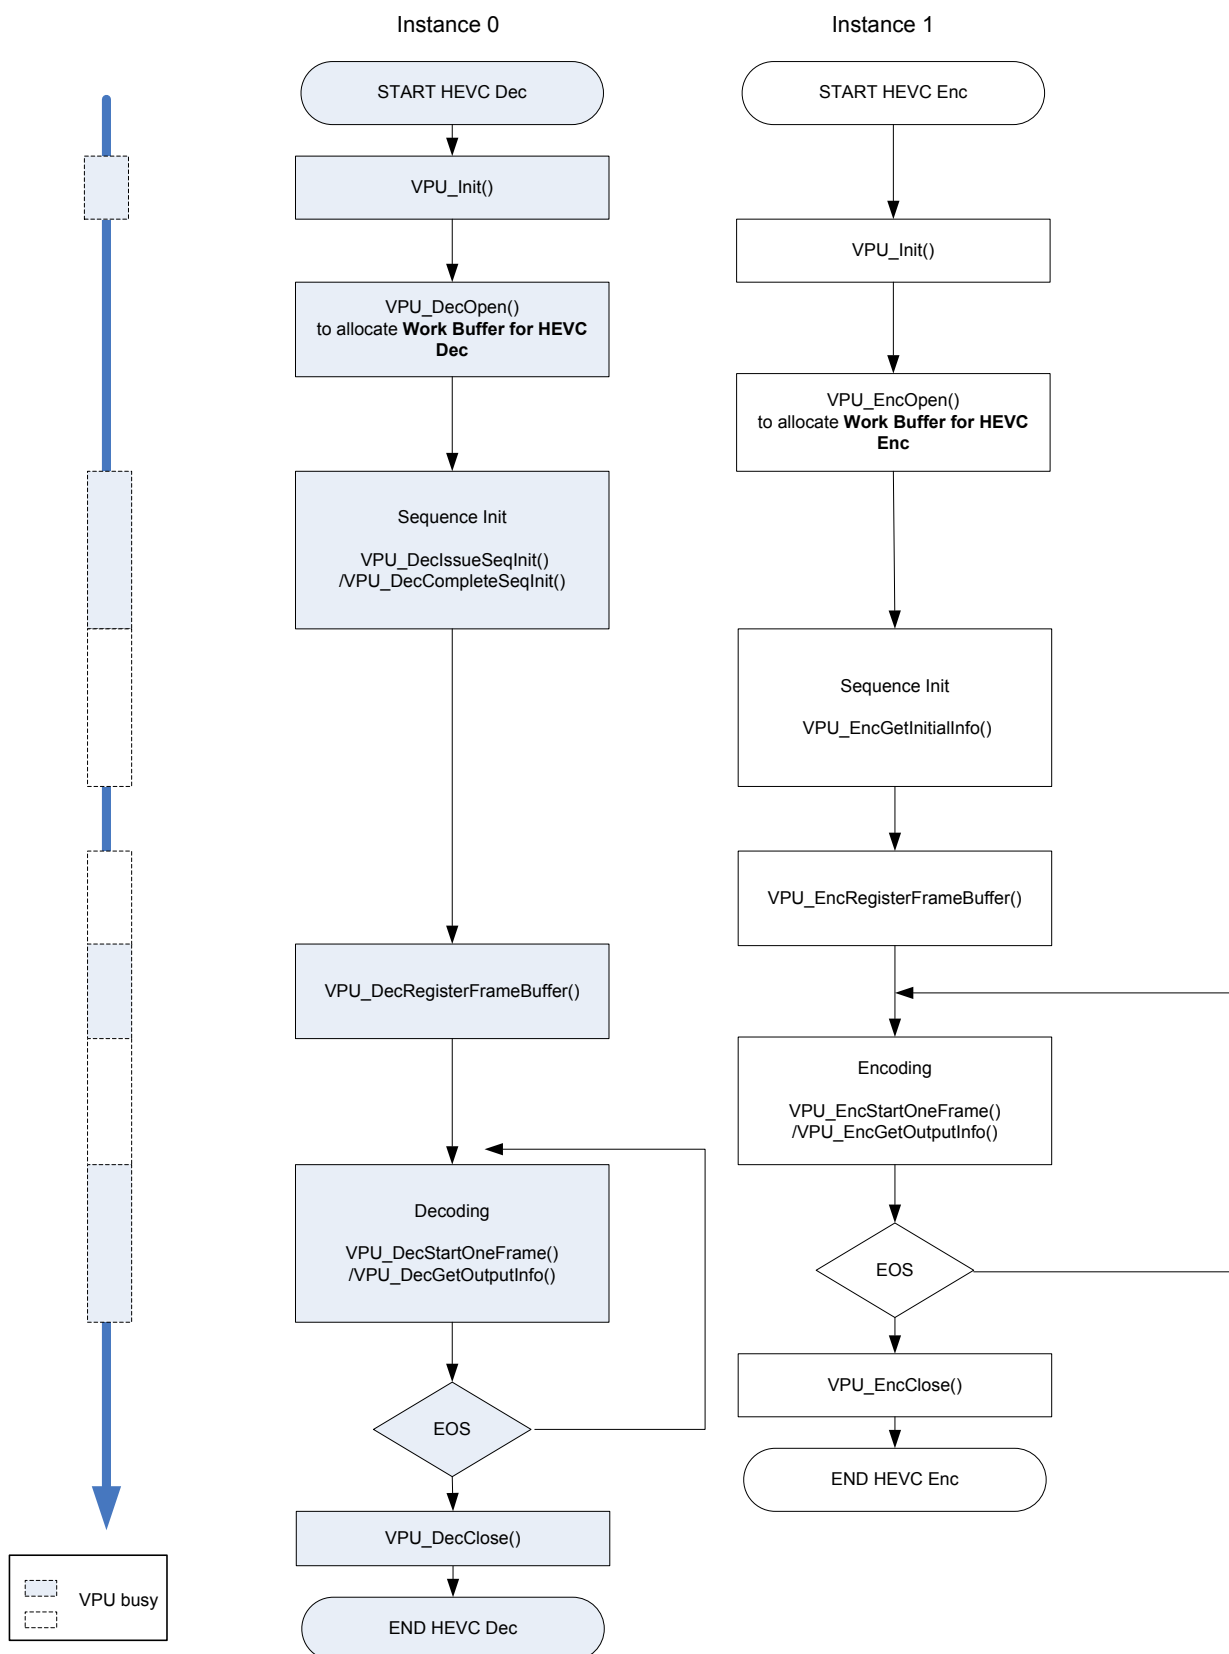 Instance 0
START HEVC Dec
VPU_Init()
VPU_DecOpen()
to allocate Work Buffer for HEVC
Dec
Sequence Init
VPU_DecIssueSeqInit()
/VPU_DecCompleteSeqInit()
VPU_DecRegisterFrameBuffer()
Decoding
VPU_DecStartOneFrame()
/VPU_DecGetOutputInfo()
EOS
VPU_DecClose()
END HEVC Dec
Instance 1
START HEVC Enc
VPU_Init()
VPU_EncOpen()
to allocate Work Buffer for HEVC
Enc
Sequence Init
VPU_EncGetInitialInfo()
VPU_EncRegisterFrameBuffer()
Encoding
VPU_EncStartOneFrame()
/VPU_EncGetOutputInfo()
EOS
VPU_EncClose()
END HEVC Enc
VPU busy